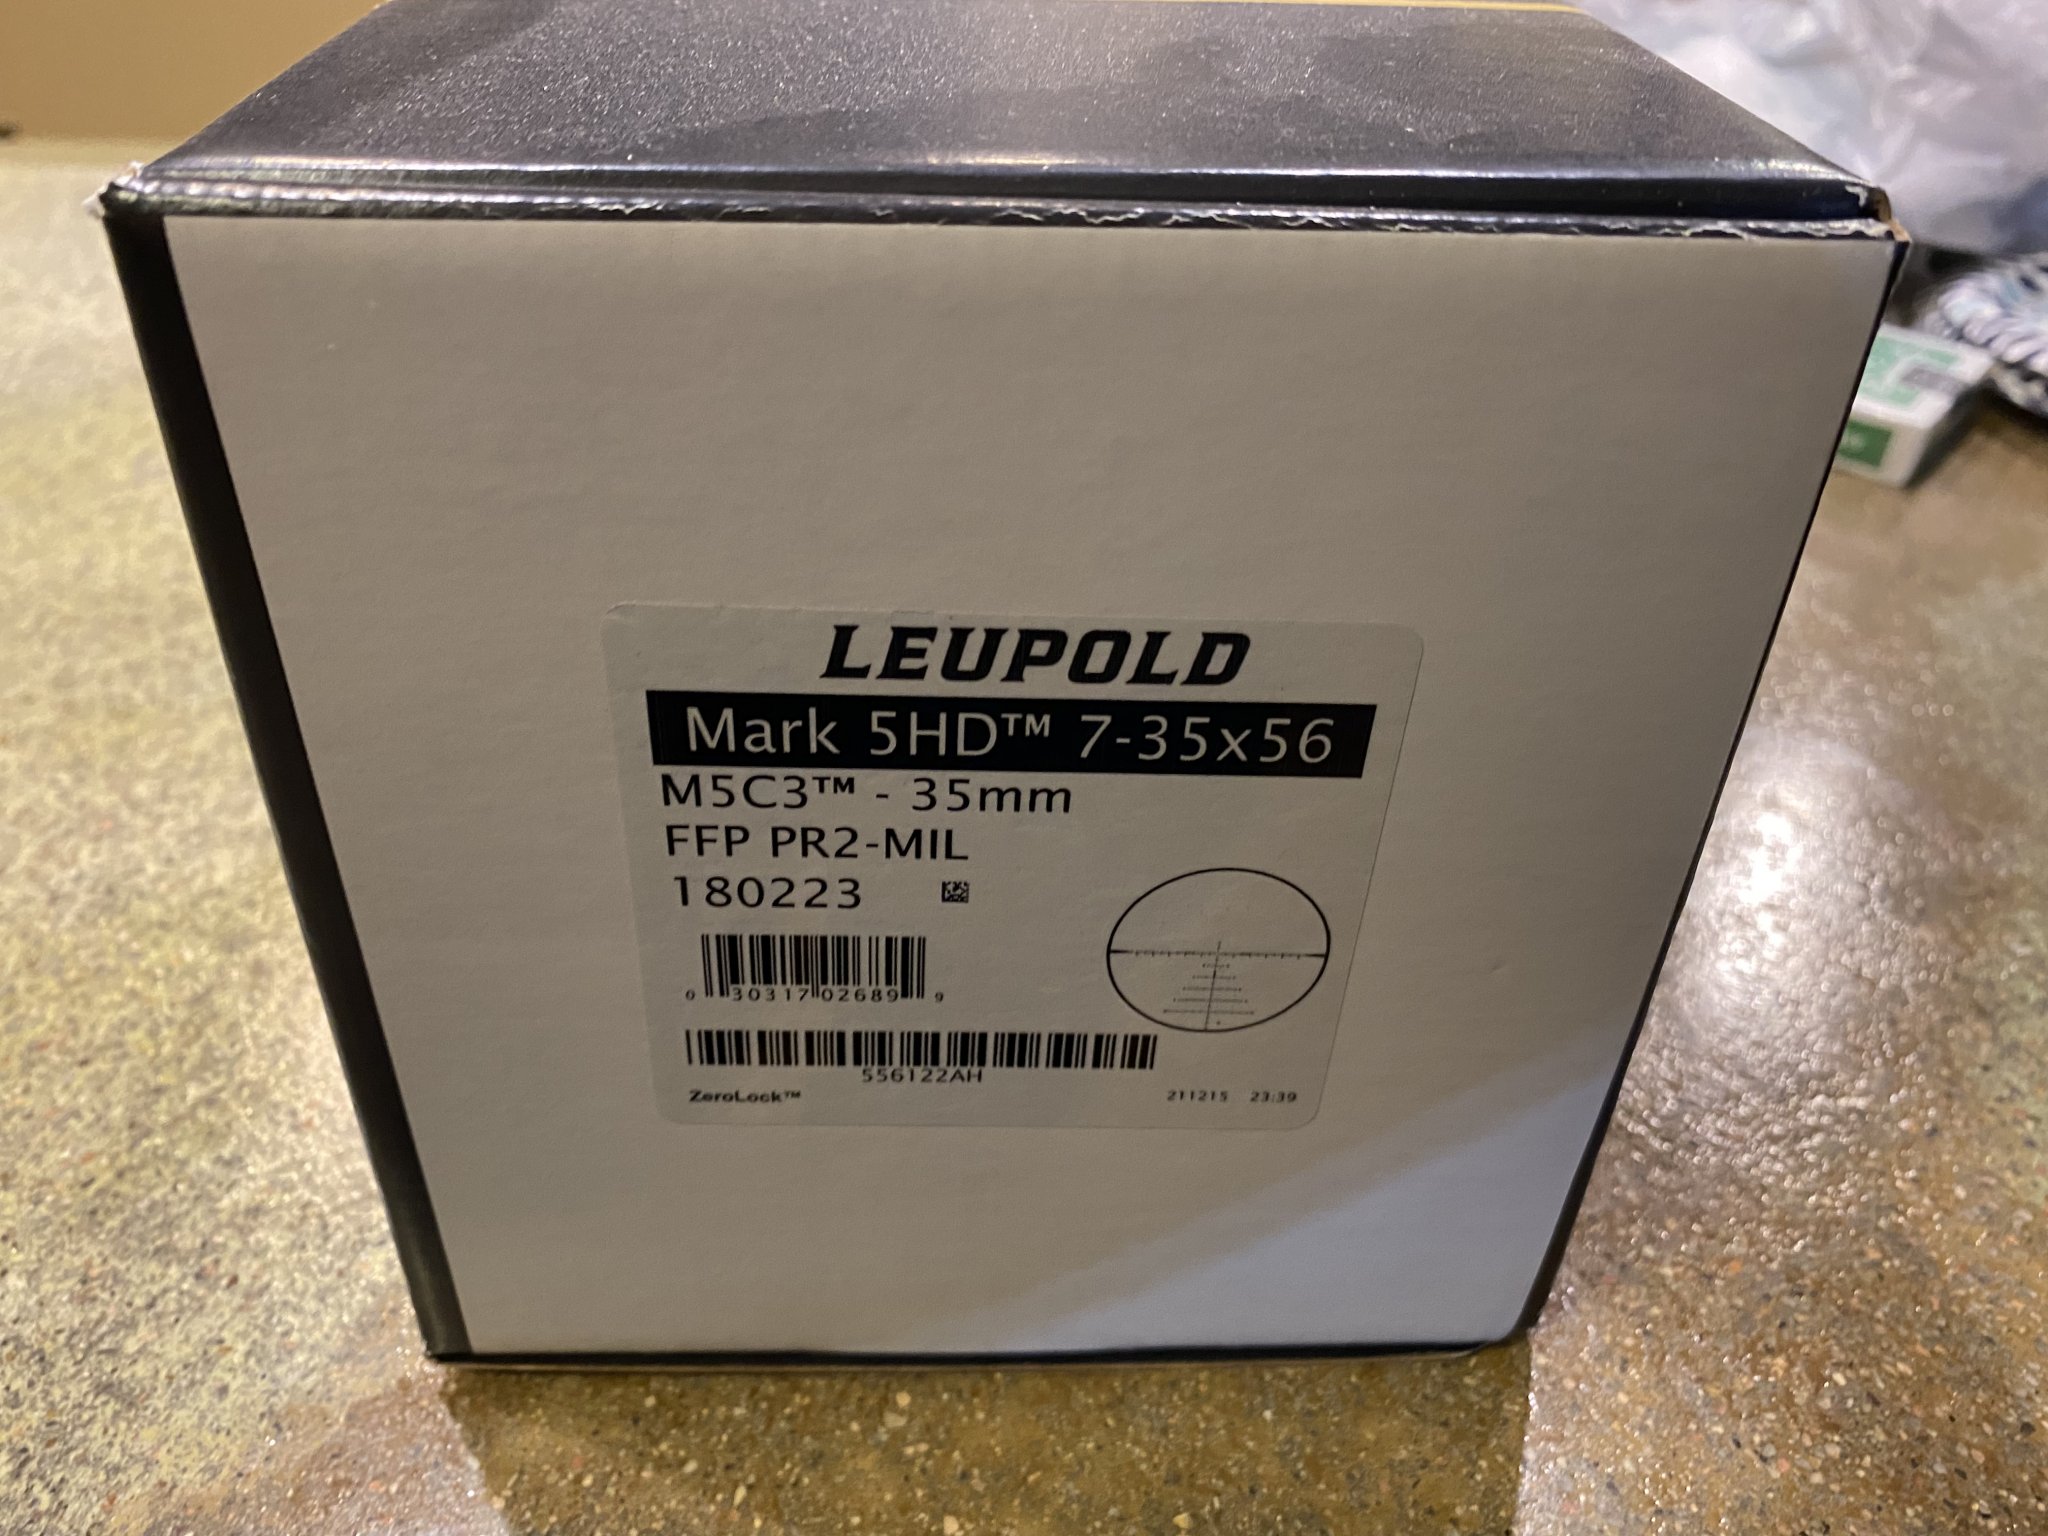 LEUPOLD
Mark 5HD™ 7-35x56
M5C3™ - 35mm
FFP PR2-MIL
180223
0 30317 02689 9
556122AH
ZeroLock™ 211215 23:39